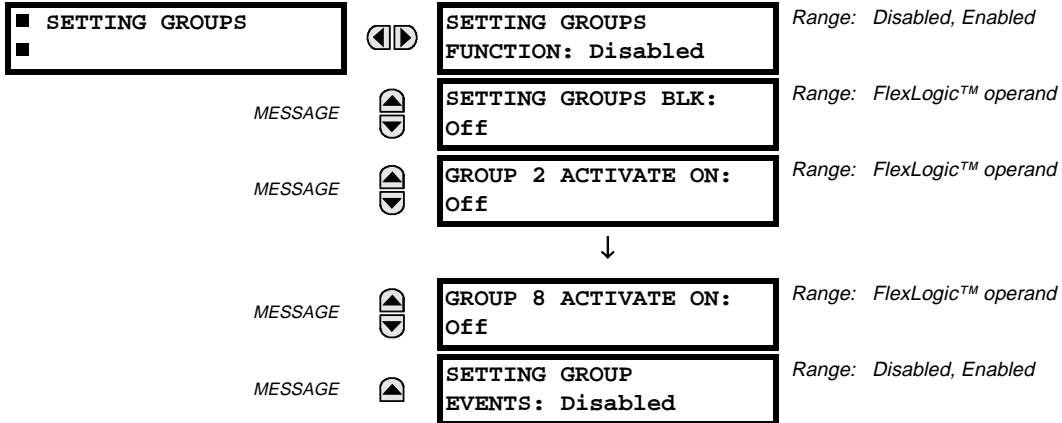 ■ SETTING GROUPS
■
SETTING GROUPS
FUNCTION: Disabled
Range: Disabled, Enabled
MESSAGE
SETTING GROUPS BLK:
Off
Range: FlexLogic™ operand
MESSAGE
GROUP 2 ACTIVATE ON:
Off
Range: FlexLogic™ operand
↓
MESSAGE
GROUP 8 ACTIVATE ON:
Off
Range: FlexLogic™ operand
MESSAGE
SETTING GROUP
EVENTS: Disabled
Range: Disabled, Enabled